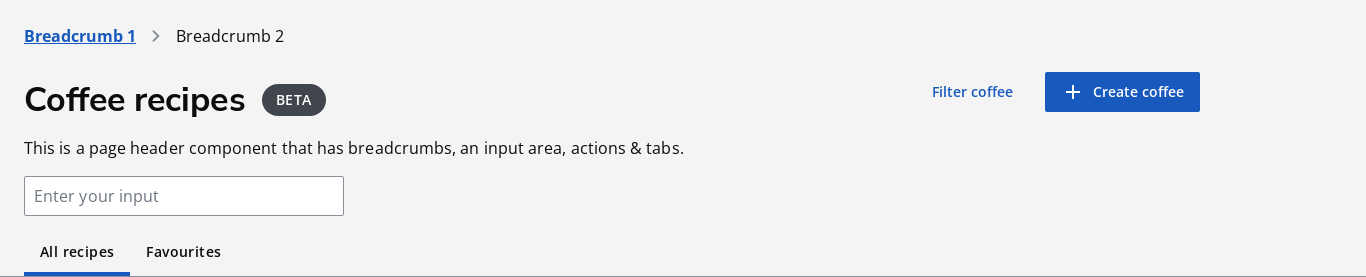 Breadcrumb 1 Breadcrumb 2
Coffee recipes BETA
Filter coffee Create coffee
This is a page header component that has breadcrumbs, an input area, actions & tabs.
Enter your input
All recipes Favourites